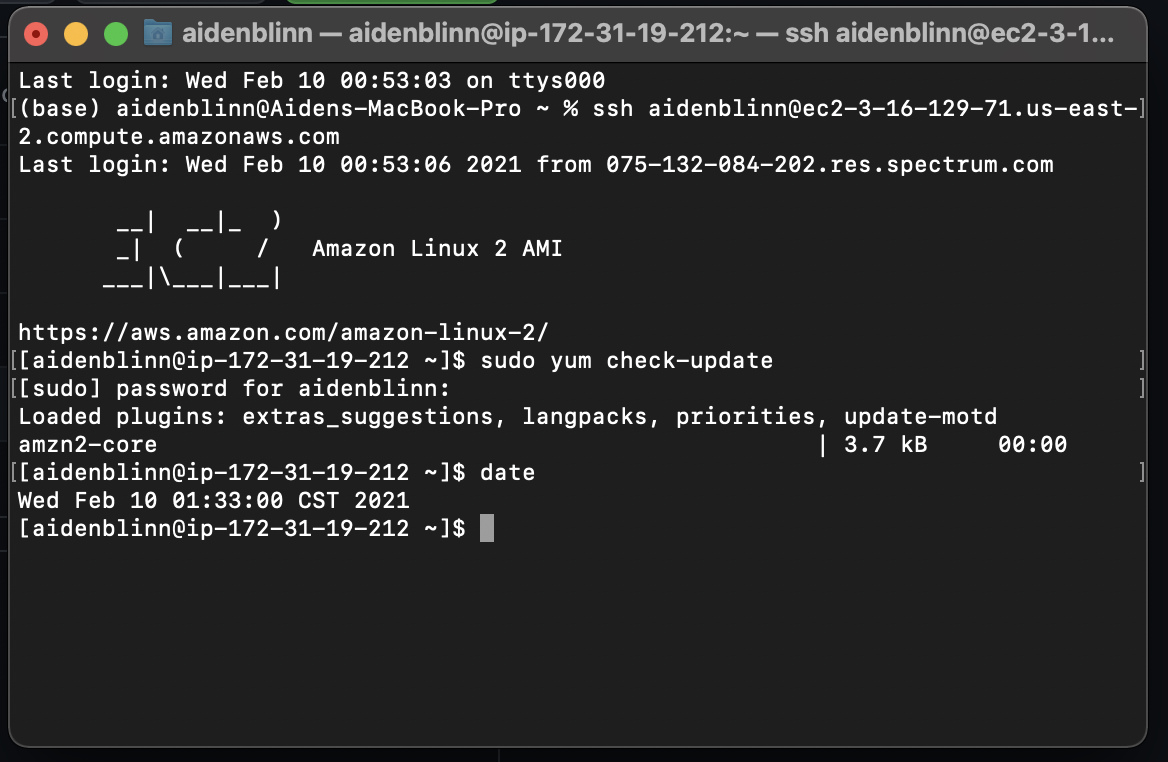 aidenblinn — aidenblinn@ip-172-31-19-212:~ — ssh aidenblinn@ec2-3-1...
Last login: Wed Feb 10 00:53:03 on ttys000
[(base) aidenblinn@Aidens-MacBook-Pro ~ % ssh aidenblinn@ec2-3-16-129-71.us-east-]
2.compute.amazonaws.com
Last login: Wed Feb 10 00:53:06 2021 from 075-132-084-202.res.spectrum.com
       __|  __|_  )
       _|  (     /   Amazon Linux 2 AMI
      ___|\___|___|
https://aws.amazon.com/amazon-linux-2/
[[aidenblinn@ip-172-31-19-212 ~]$ sudo yum check-update ]
[[sudo] password for aidenblinn: ]
Loaded plugins: extras_suggestions, langpacks, priorities, update-motd
amzn2-core | 3.7 kB 00:00
[[aidenblinn@ip-172-31-19-212 ~]$ date ]
Wed Feb 10 01:33:00 CST 2021
[aidenblinn@ip-172-31-19-212 ~]$